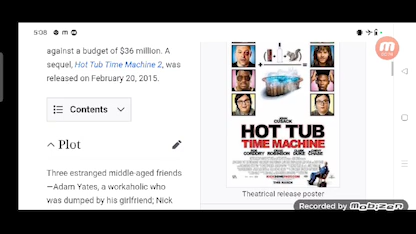 5:08
against a budget of $36 million. A
sequel, Hot Tub Time Machine 2, was
released on February 20, 2015.
Contents
Plot
Three estranged middle aged friends
—Adam Yates, a workaholic who
was dumped by his girlfriend; Nick
CUSACK
HOT TUB
TIME MACHINE
Theatrical release poster
Recorded by Mobizen